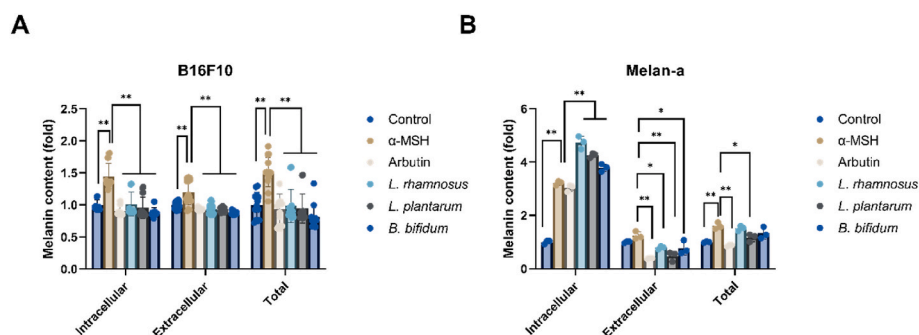 A
B16F10
Melanin content (fold)
2.5
2.0
1.5
1.0
0.5
0.0
**
**
**
**
**
**
Intracellular
Extracellular
Total
Control
α-MSH
Arbutin
L. rhamnosus
L. plantarum
B. bifidum
B
Melan-a
Melanin content (fold)
6
4
2
0
**
**
*
**
*
**
*
**
**
Intracellular
Extracellular
Total
Control
α-MSH
Arbutin
L. rhamnosus
L. plantarum
B. bifidum